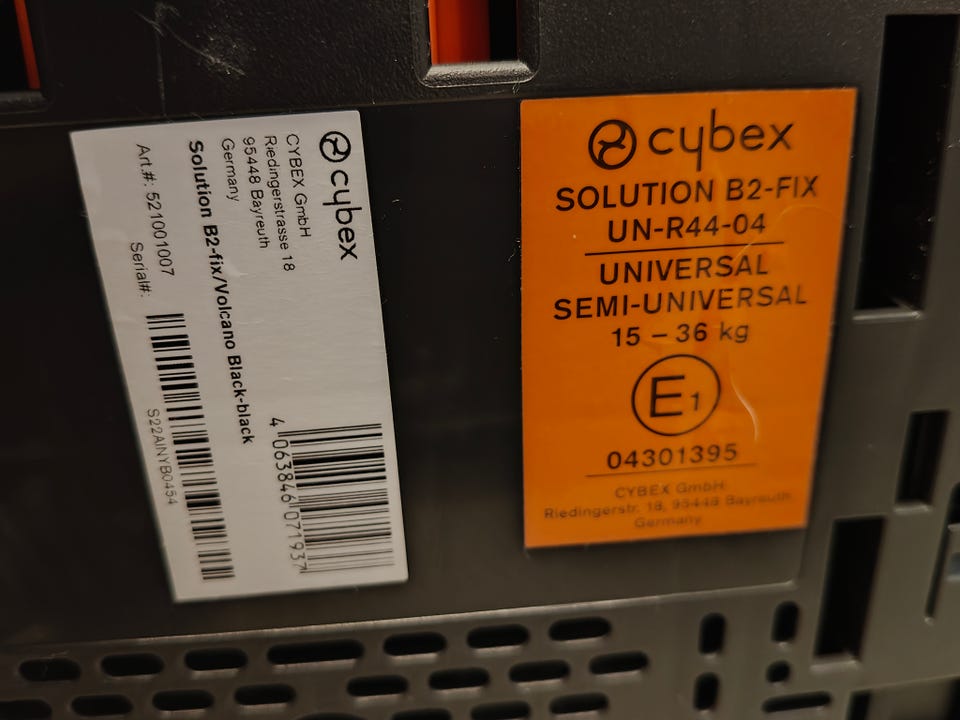 cybex
CYBEX GmbH
Riedingerstrasse 18
95448 Bayreuth
Germany
Solution B2-fix/Volcano Black-black
Art.#: 521001007
Serial#:
S22AINYB0454
4 063846 071937
cybex
SOLUTION B2-FIX
UN-R44-04
UNIVERSAL
SEMI-UNIVERSAL
15 – 36 kg
E1
04301395
CYBEX GmbH
Riedingerstr. 18, 95448 Bayreuth
Germany